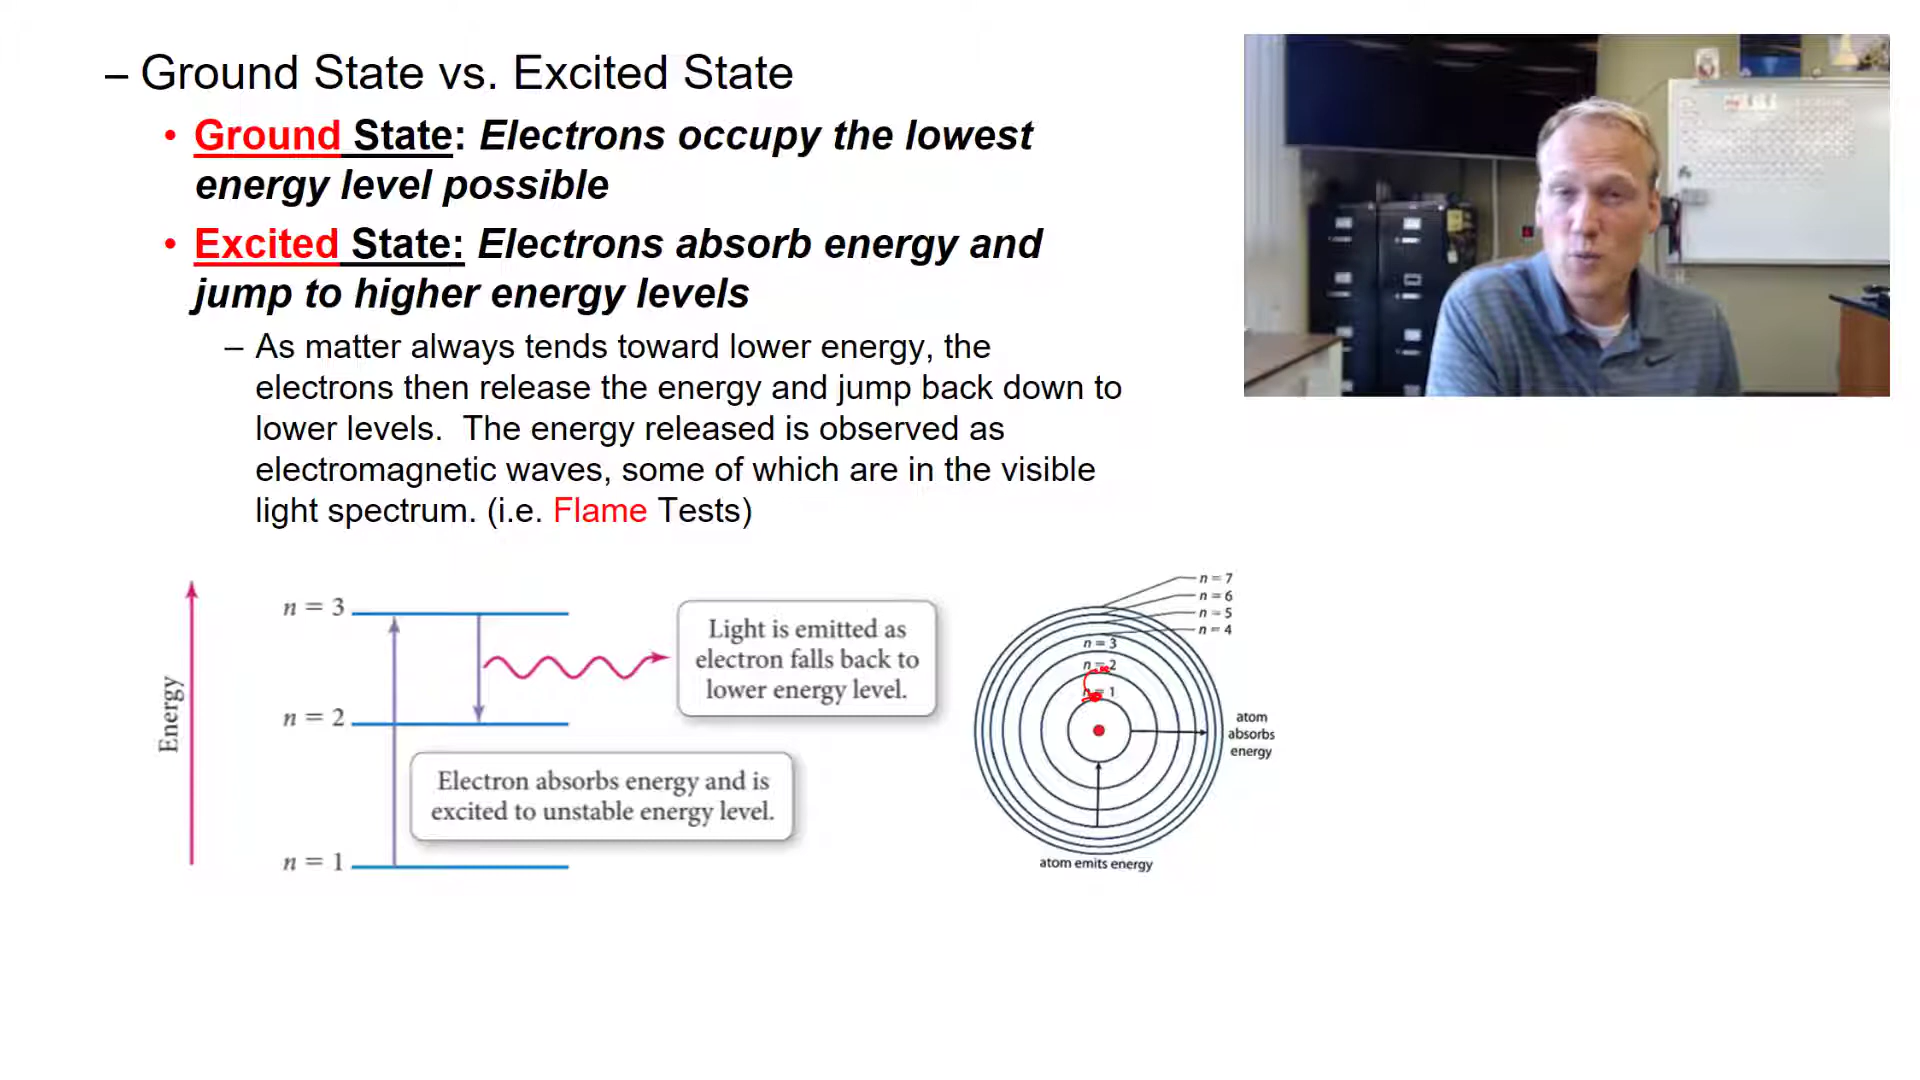 – Ground State vs. Excited State
• Ground State: Electrons occupy the lowest
energy level possible
• Excited State: Electrons absorb energy and
jump to higher energy levels
– As matter always tends toward lower energy, the
electrons then release the energy and jump back down to
lower levels. The energy released is observed as
electromagnetic waves, some of which are in the visible
light spectrum. (i.e. Flame Tests)
Energy
n = 3
n = 2
n = 1
Light is emitted as
electron falls back to
lower energy level.
Electron absorbs energy and is
excited to unstable energy level.
n = 7
n = 6
n = 5
n = 4
n = 3
n = 2
n = 1
atom
absorbs
energy
atom emits energy